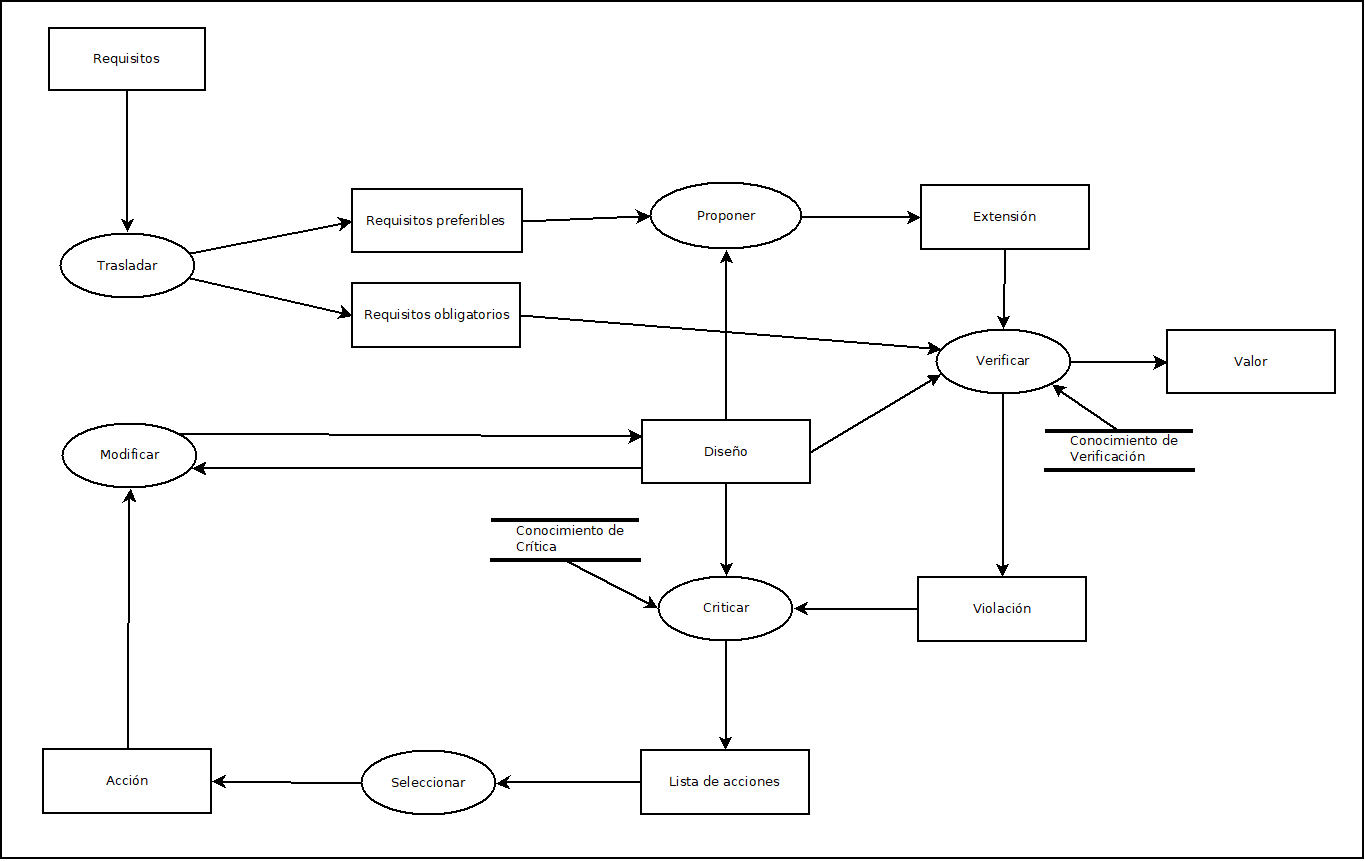 Requisitos
Requisitos preferibles
Proponer
Extensión
Trasladar
Requisitos obligatorios
Verificar
Valor
Modificar
Diseño
Conocimiento de
Verificación
Conocimiento de
Crítica
Criticar
Violación
Acción
Seleccionar
Lista de acciones